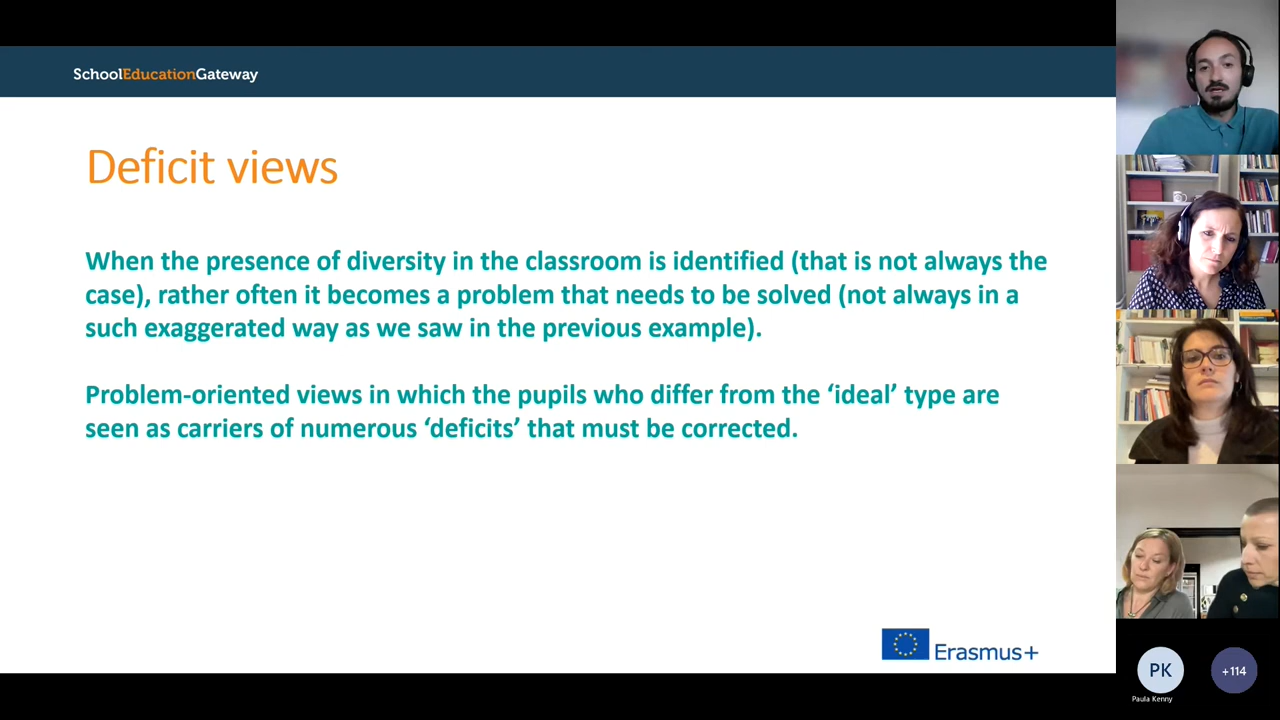 SchoolEducationGateway
Deficit views
When the presence of diversity in the classroom is identified (that is not always the
case), rather often it becomes a problem that needs to be solved (not always in a
such exaggerated way as we saw in the previous example).
Problem-oriented views in which the pupils who differ from the ‘ideal’ type are
seen as carriers of numerous ‘deficits’ that must be corrected.
Erasmus+
PK
+114
Paula Kenny